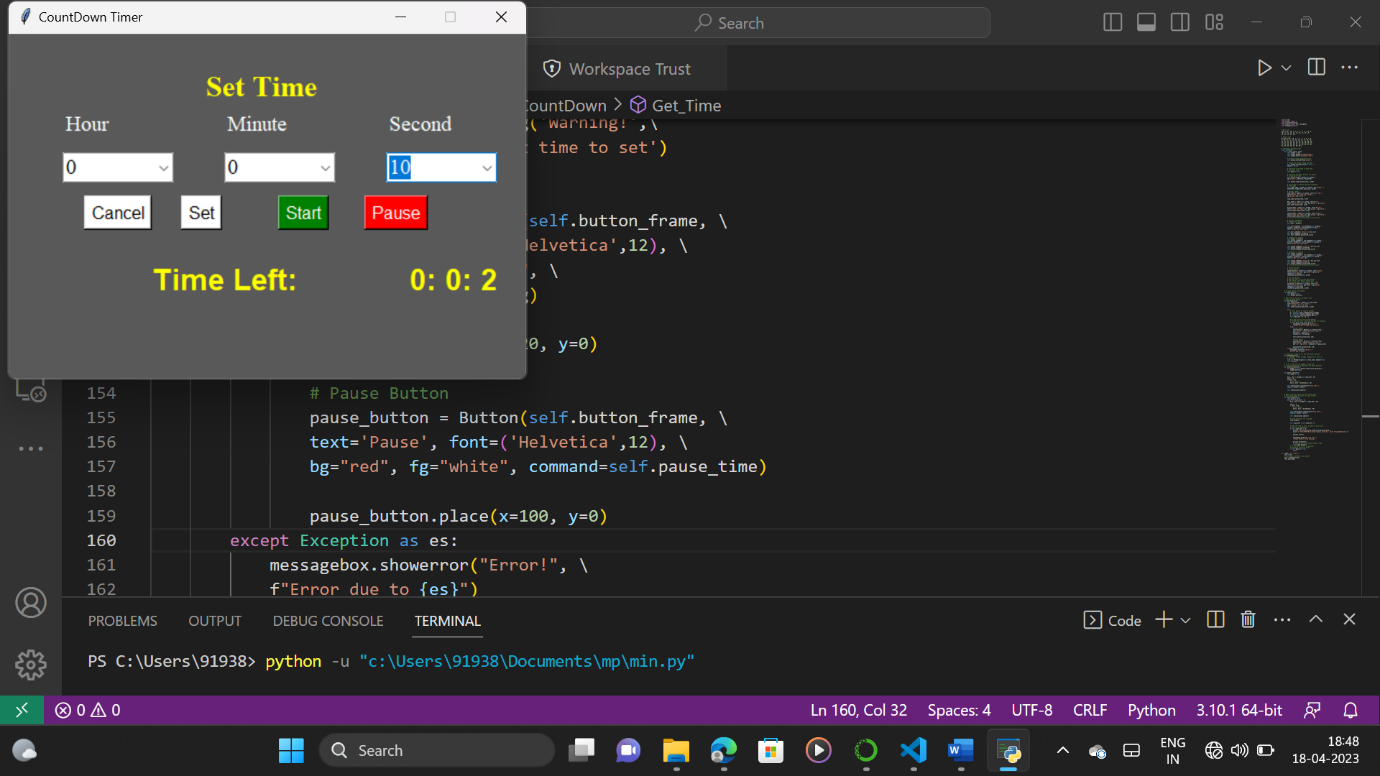 CountDown Timer
Set Time
Hour Minute Second
0 0 10
Cancel Set Start Pause
Time Left: 0: 0: 2
Search
Workspace Trust
CountDown > Get_Time
('Warning!',\
time to set')
self.button_frame, \
Helvetica',12), \
, \
)
20, y=0)
154 # Pause Button
155 pause_button = Button(self.button_frame, \
156 text='Pause', font=('Helvetica',12), \
157 bg="red", fg="white", command=self.pause_time)
158
159 pause_button.place(x=100, y=0)
160 except Exception as es:
161 messagebox.showerror("Error!", \
162 f"Error due to {es}")
PROBLEMS OUTPUT DEBUG CONSOLE TERMINAL Code
PS C:\Users\91938> python -u "c:\Users\91938\Documents\mp\min.py"
0 0 Ln 160, Col 32 Spaces: 4 UTF-8 CRLF Python 3.10.1 64-bit
Search
ENG
IN
18:48
18-04-2023